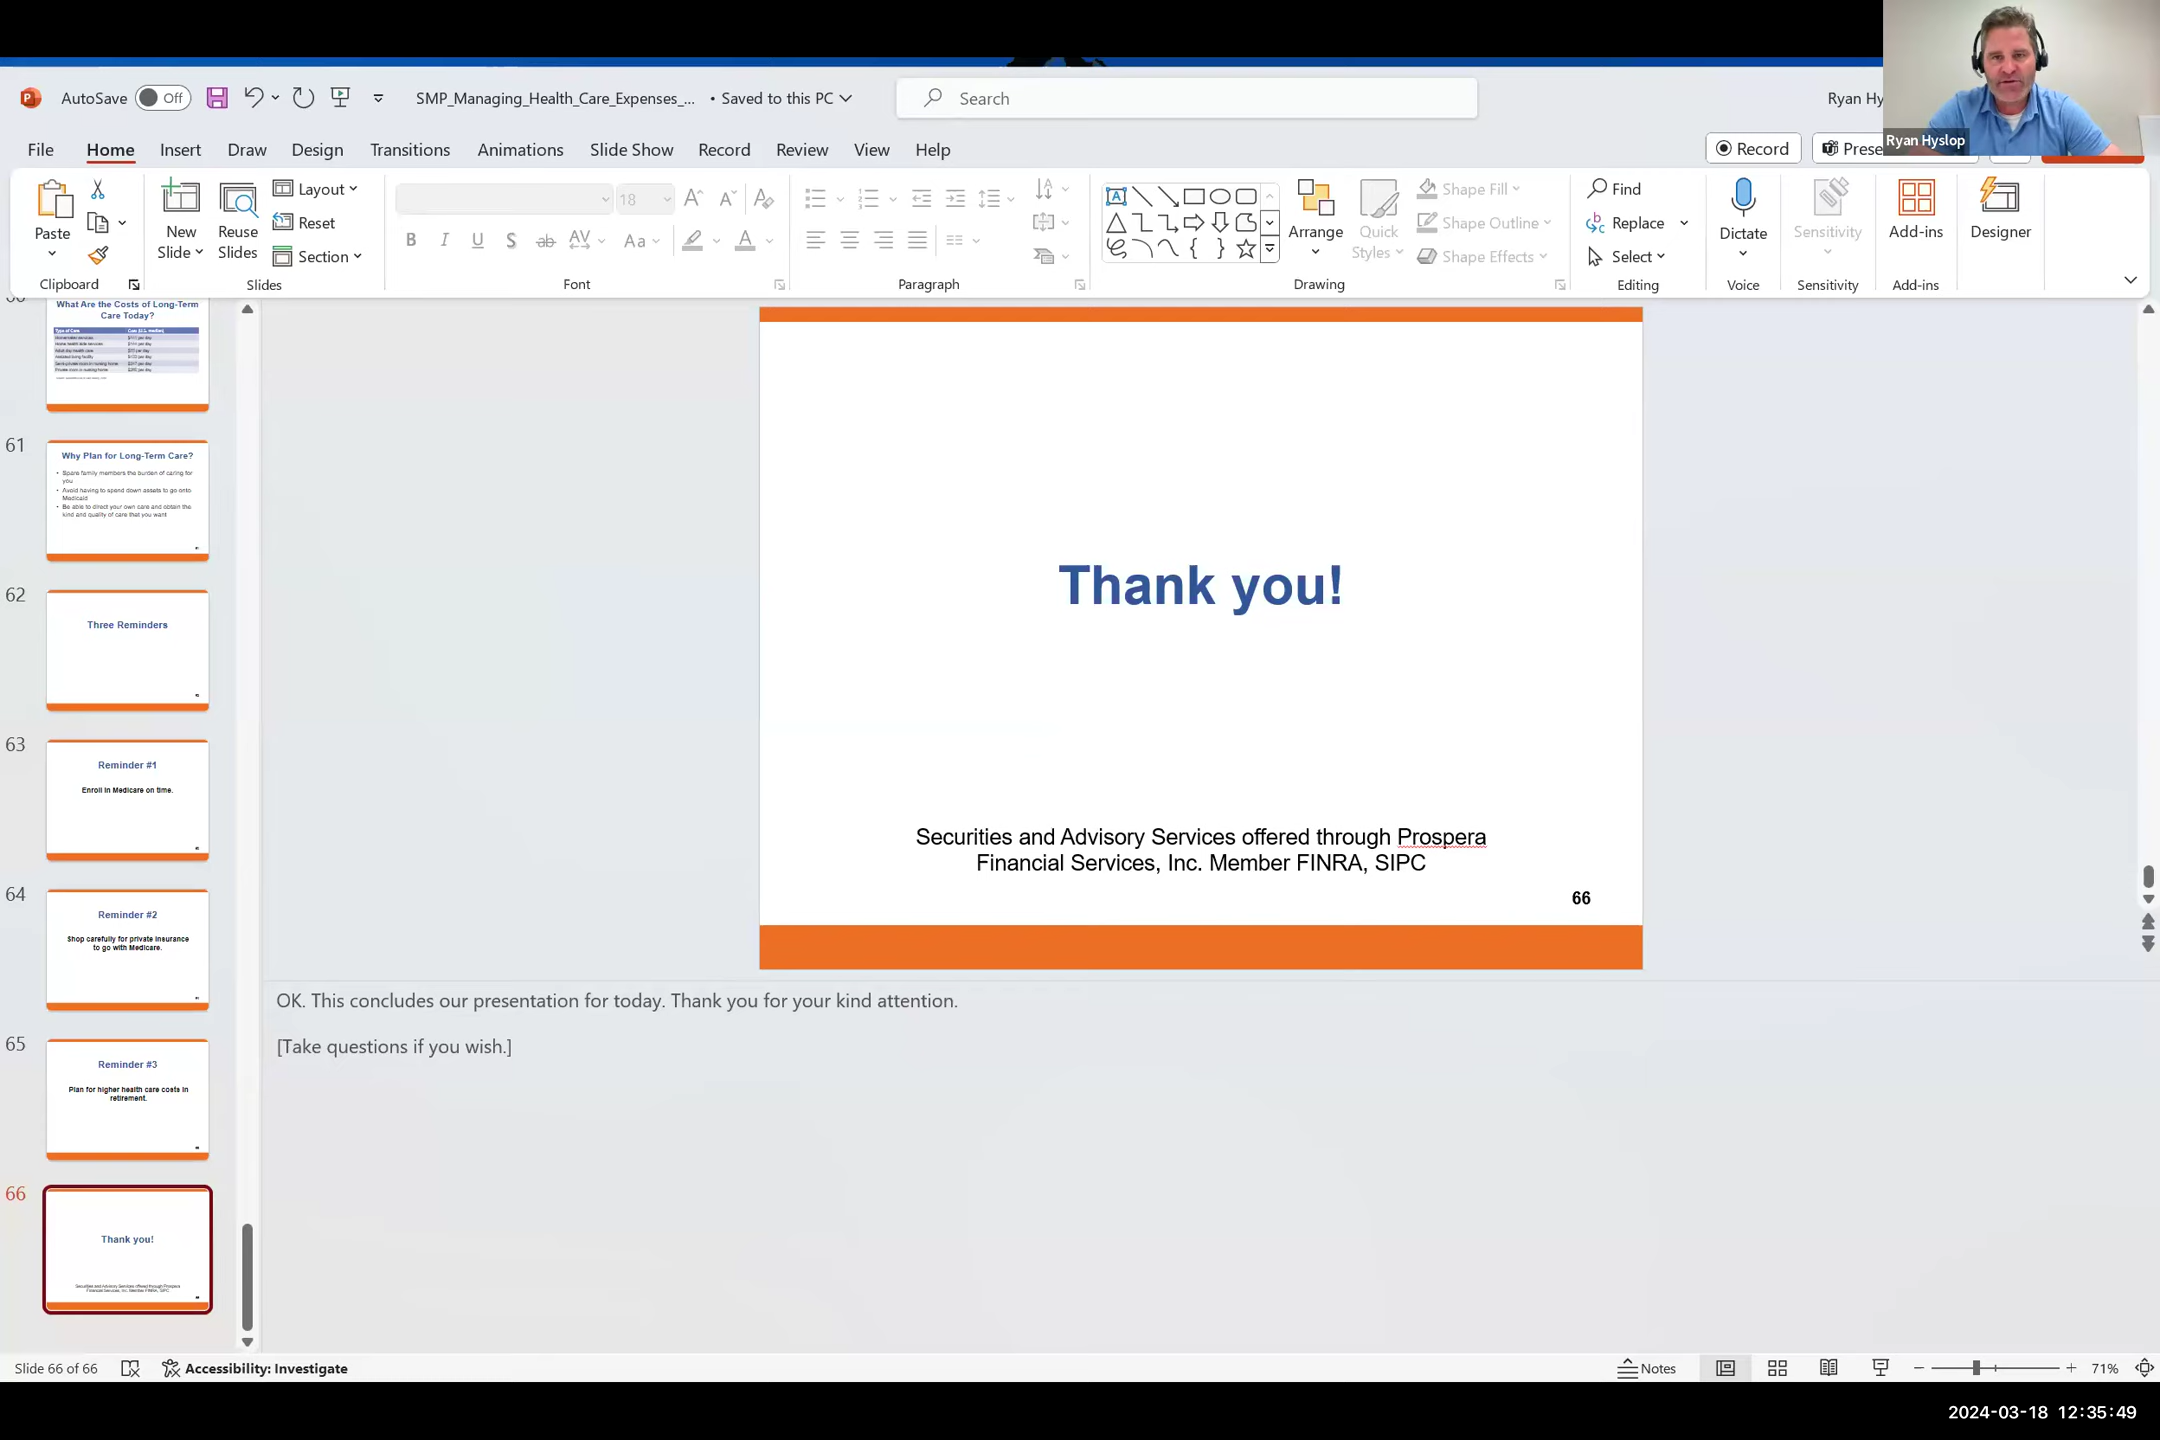 AutoSave Off SMP_Managing_Health_Care_Expenses_... • Saved to this PC Search Ryan Hy
Ryan Hyslop
File Home Insert Draw Design Transitions Animations Slide Show Record Review View Help Record Prese
Paste
New Slide
Reuse Slides
Layout
Reset
Section
18
Arrange
Quick Styles
Shape Fill
Shape Outline
Shape Effects
Find
Replace
Select
Dictate
Sensitivity
Add-ins
Designer
Clipboard Slides Font Paragraph Drawing Editing Voice Sensitivity Add-ins
What Are the Costs of Long-Term
Care Today?
61
Why Plan for Long-Term Care?
• Spare family members the burden of caring for
you
• Avoid having to spend down assets to go onto
Medicaid
• Be able to direct your own care and obtain the
kind and quality of care that you want
62
Three Reminders
63
Reminder #1
Enroll in Medicare on time.
64
Reminder #2
Shop carefully for private insurance
to go with Medicare.
65
Reminder #3
Plan for higher health care costs in
retirement.
66
Thank you!
Securities and Advisory Services offered through Prospera
Financial Services, Inc. Member FINRA, SIPC
Thank you!
Securities and Advisory Services offered through Prospera
Financial Services, Inc. Member FINRA, SIPC
66
OK. This concludes our presentation for today. Thank you for your kind attention.
[Take questions if you wish.]
Slide 66 of 66 Accessibility: Investigate Notes 71%
2024-03-18 12:35:49